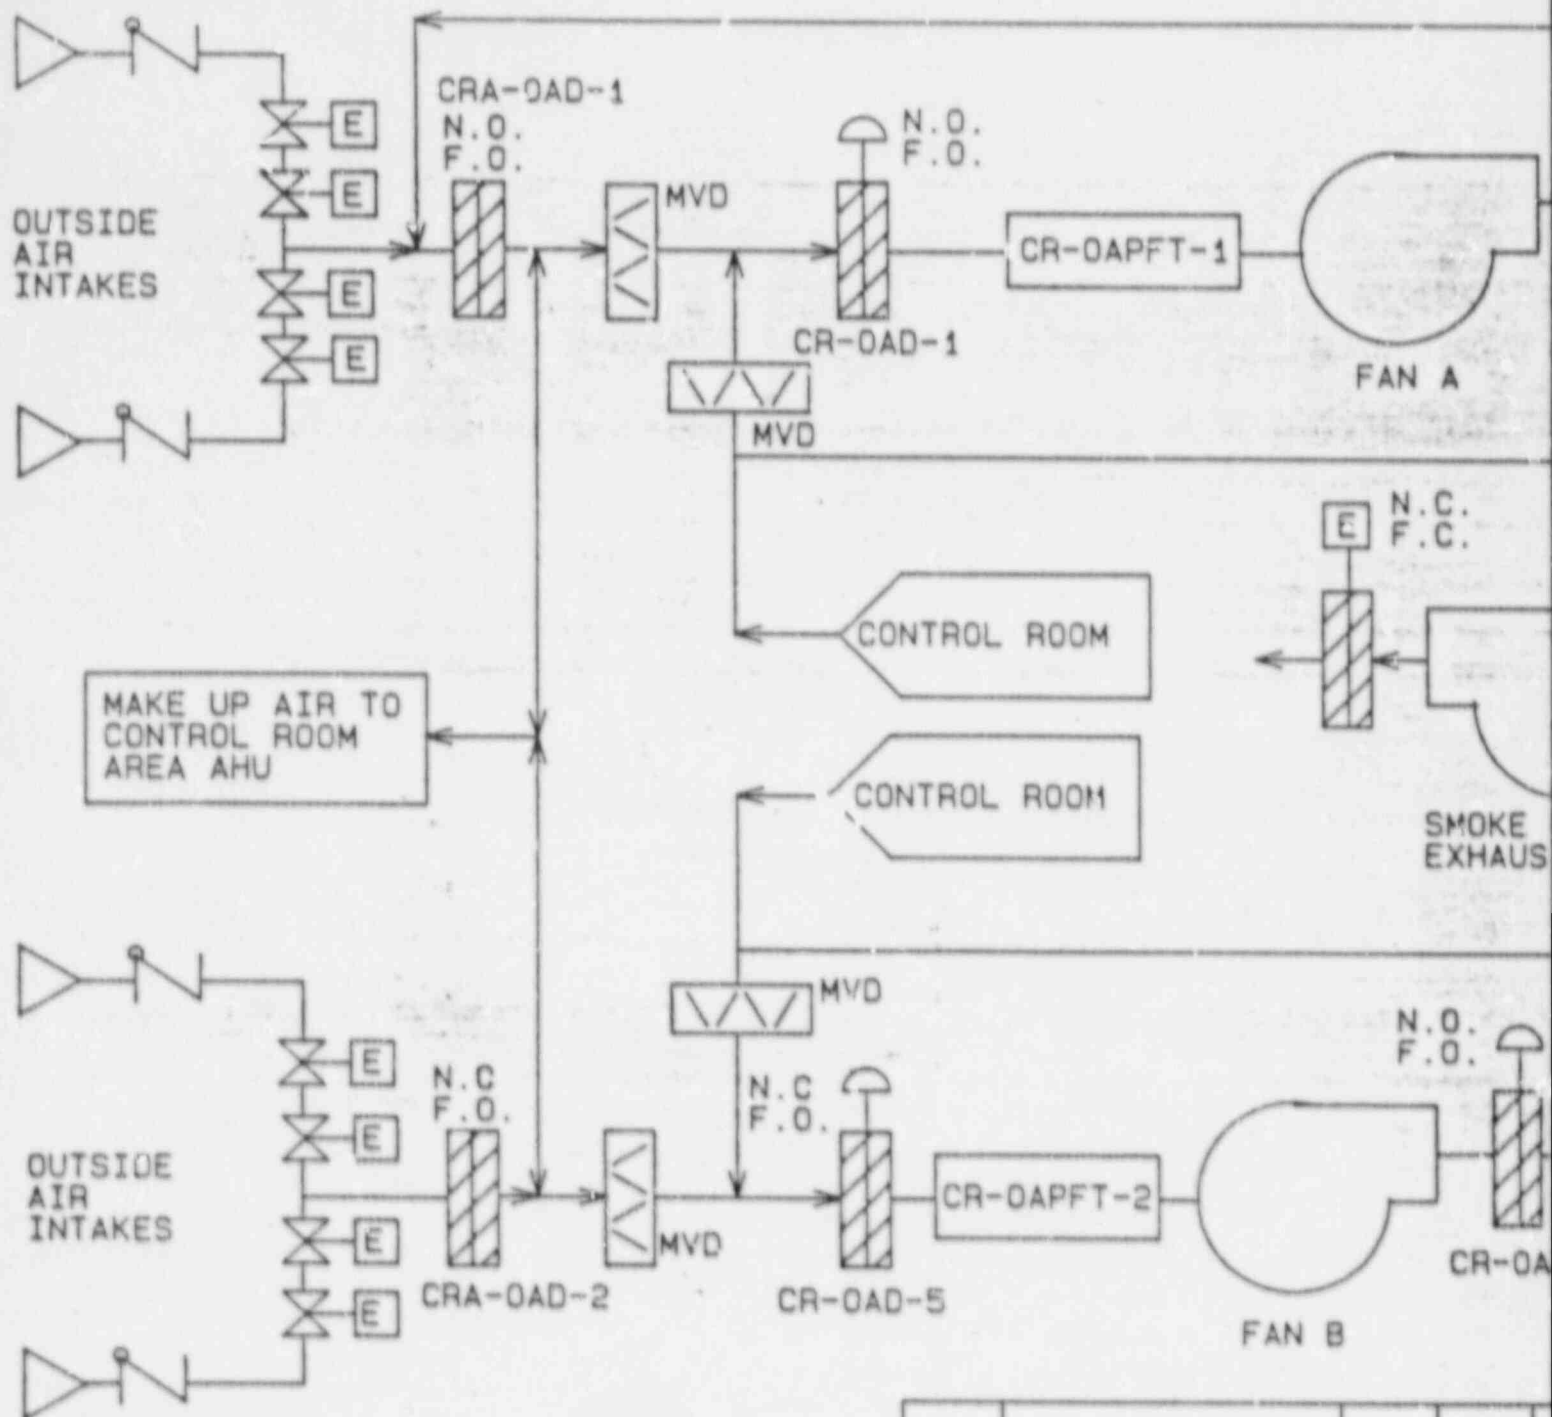 CRA-OAD-1
N.O.
F.O.
E
E
OUTSIDE
AIR
INTAKES
E
E
MVD
N.O.
F.O.
CR-OAD-1
CR-OAPFT-1
FAN A
MVD
CONTROL ROOM
E
N.C.
F.C.
MAKE UP AIR TO
CONTROL ROOM
AREA AHU
CONTROL ROOM
SMOKE
EXHAUS
MVD
E
E
OUTSIDE
AIR
INTAKES
E
E
N.C
F.O.
CRA-OAD-2
MVD
N.C
F.O.
CR-OAD-5
CR-OAPFT-2
FAN B
N.O.
F.O.
CR-OA